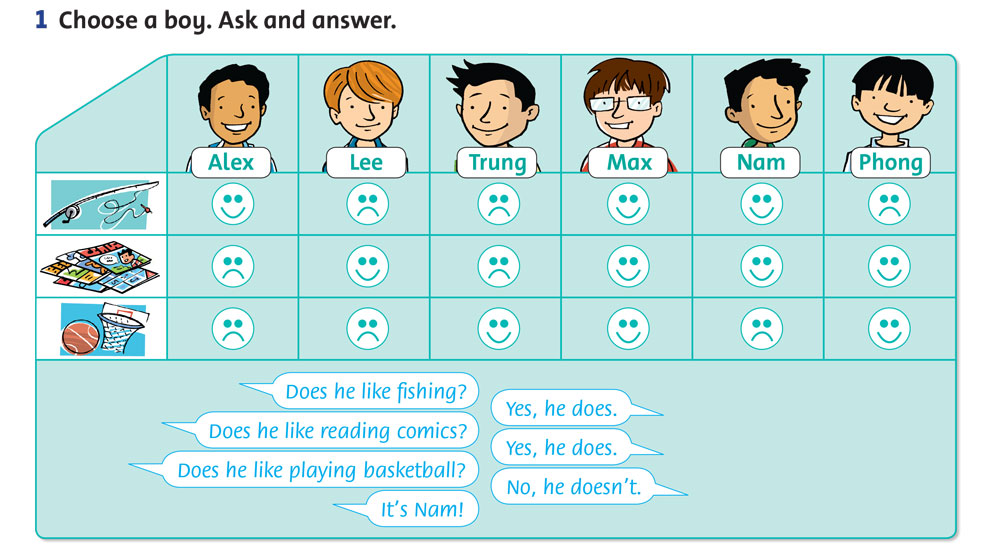 1 Choose a boy. Ask and answer.
Alex Lee Trung Max Nam Phong
Does he like fishing?
Yes, he does.
Does he like reading comics?
Yes, he does.
Does he like playing basketball?
No, he doesn't.
It's Nam!